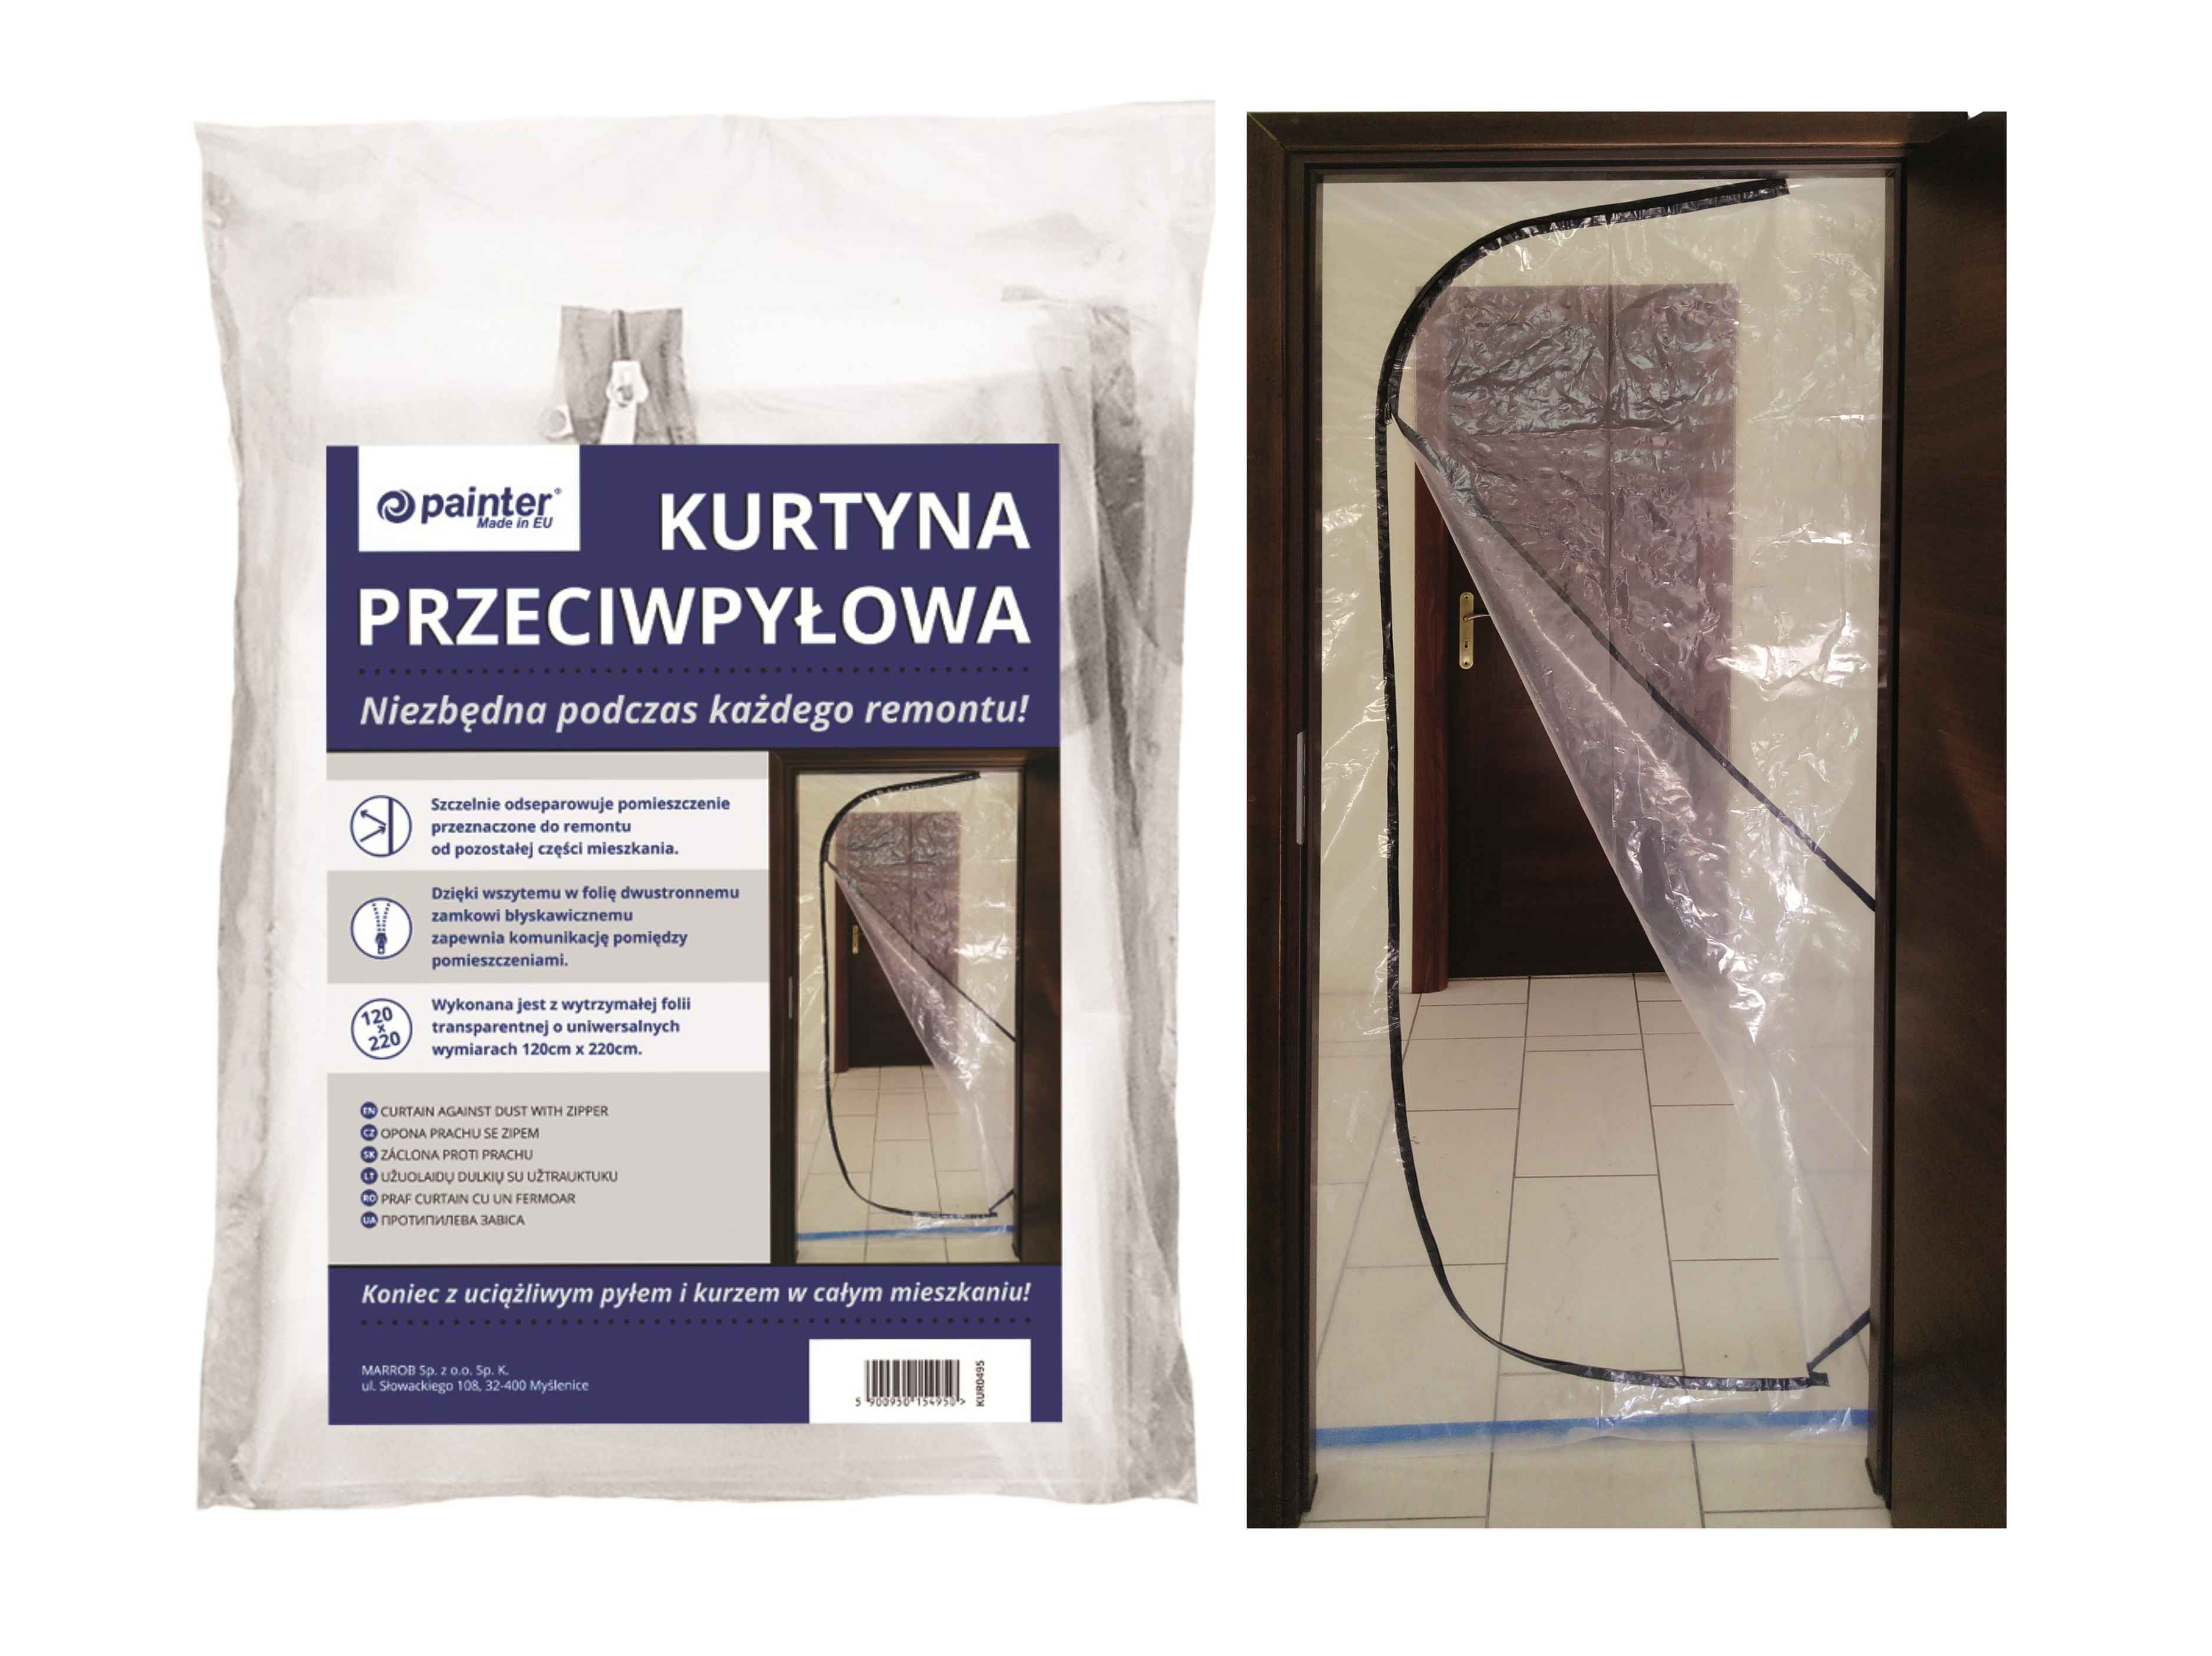 painter®
Made in EU
KURTYNA
PRZECIWPYŁOWA
Niezbędna podczas każdego remontu!
Szczelnie odseparowuje pomieszczenie
przeznaczone do remontu
od pozostałej części mieszkania.
Dzięki wszytemu w folię dwustronnemu
zamkowi błyskawicznemu
zapewnia komunikację pomiędzy
pomieszczeniami.
120
x
220
Wykonana jest z wytrzymałej folii
transparentnej o uniwersalnych
wymiarach 120cm x 220cm.
EN CURTAIN AGAINST DUST WITH ZIPPER
CZ OPONA PRACHU SE ZIPEM
SK ZÁCLONA PROTI PRACHU
LT UŽUOLAIDŲ DULKIŲ SU UŽTRAUKTUKU
RO PRAF CURTAIN CU UN FERMOAR
UA ПРОТИПИЛЕВА ЗАВІСА
Koniec z uciążliwym pyłem i kurzem w całym mieszkaniu!
MARROB Sp. z o.o. Sp. K.
ul. Słowackiego 108, 32-400 Myślenice
5 900950 154950 >
KUR0495